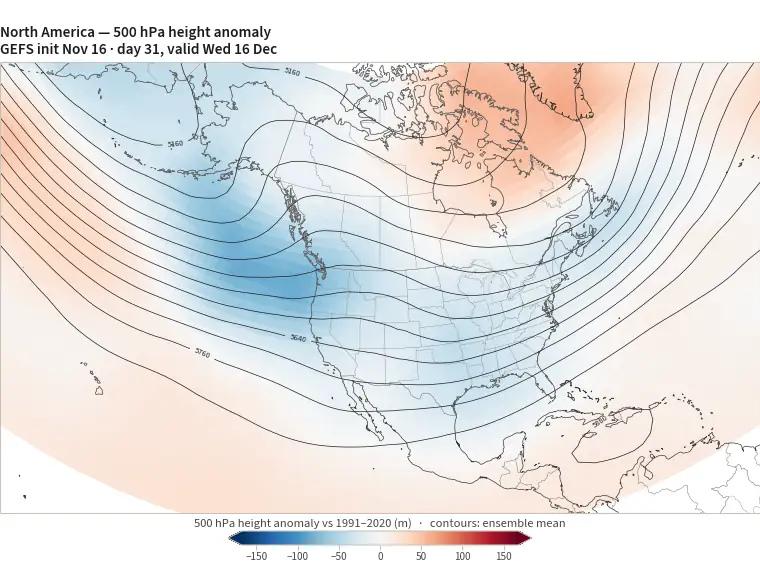 North America — 500 hPa height anomaly
GEFS init Nov 16 · day 31, valid Wed 16 Dec
5160
5160
5640
5760
500 hPa height anomaly vs 1991–2020 (m) · contours: ensemble mean
−150 −100 −50 0 50 100 150